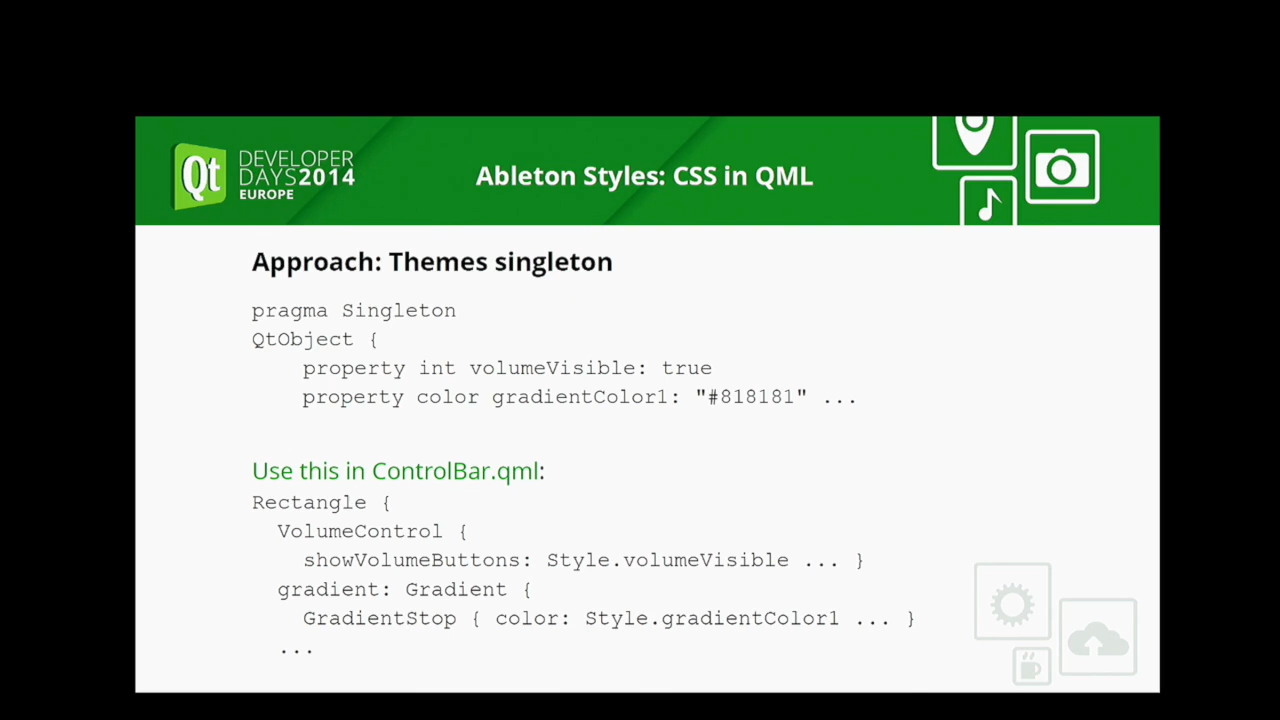 Qt DEVELOPER
DAYS2014
EUROPE
Ableton Styles: CSS in QML
Approach: Themes singleton
pragma Singleton
QtObject {
property int volumeVisible: true
property color gradientColor1: "#818181" ...
Use this in ControlBar.qml:
Rectangle {
VolumeControl {
showVolumeButtons: Style.volumeVisible ... }
gradient: Gradient {
GradientStop { color: Style.gradientColor1 ... }
...